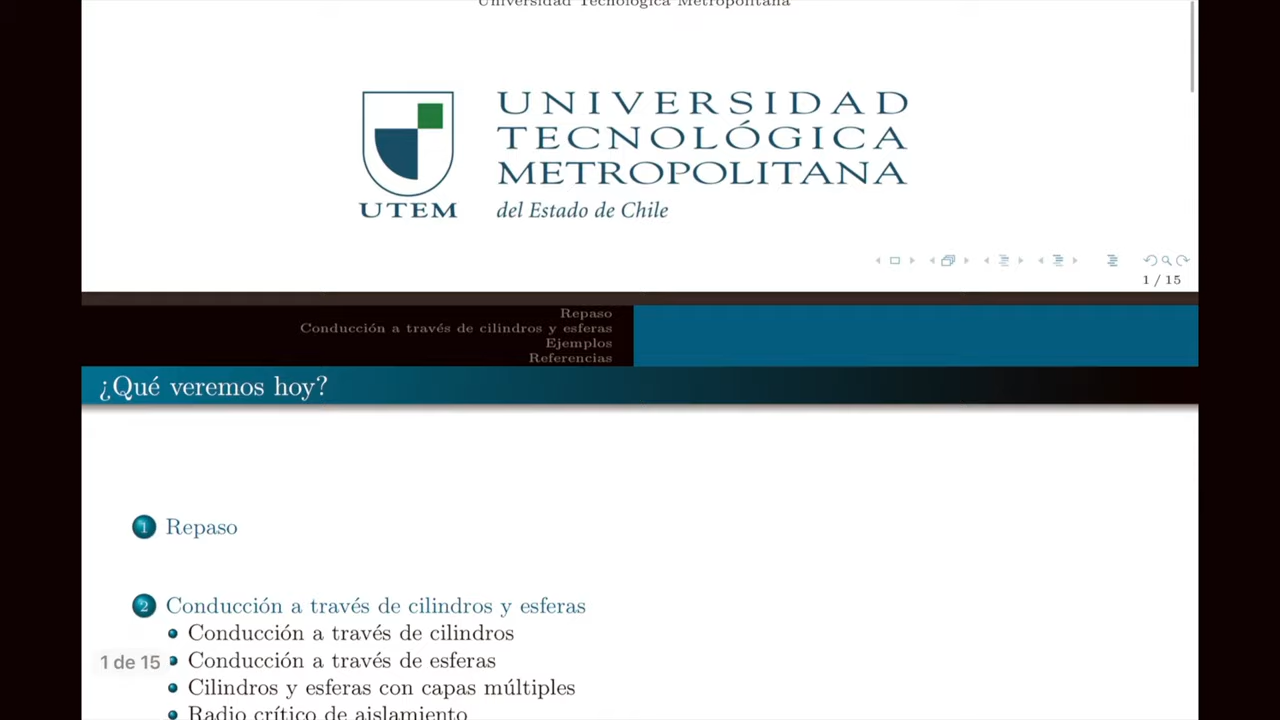 Universidad Tecnológica Metropolitana
UNIVERSIDAD
TECNOLÓGICA
METROPOLITANA
UTEM
del Estado de Chile
1 / 15
Repaso
Conducción a través de cilindros y esferas
Ejemplos
Referencias
¿Qué veremos hoy?
1 Repaso
2 Conducción a través de cilindros y esferas
Conducción a través de cilindros
1 de 15
Conducción a través de esferas
Cilindros y esferas con capas múltiples
Radio crítico de aislamiento